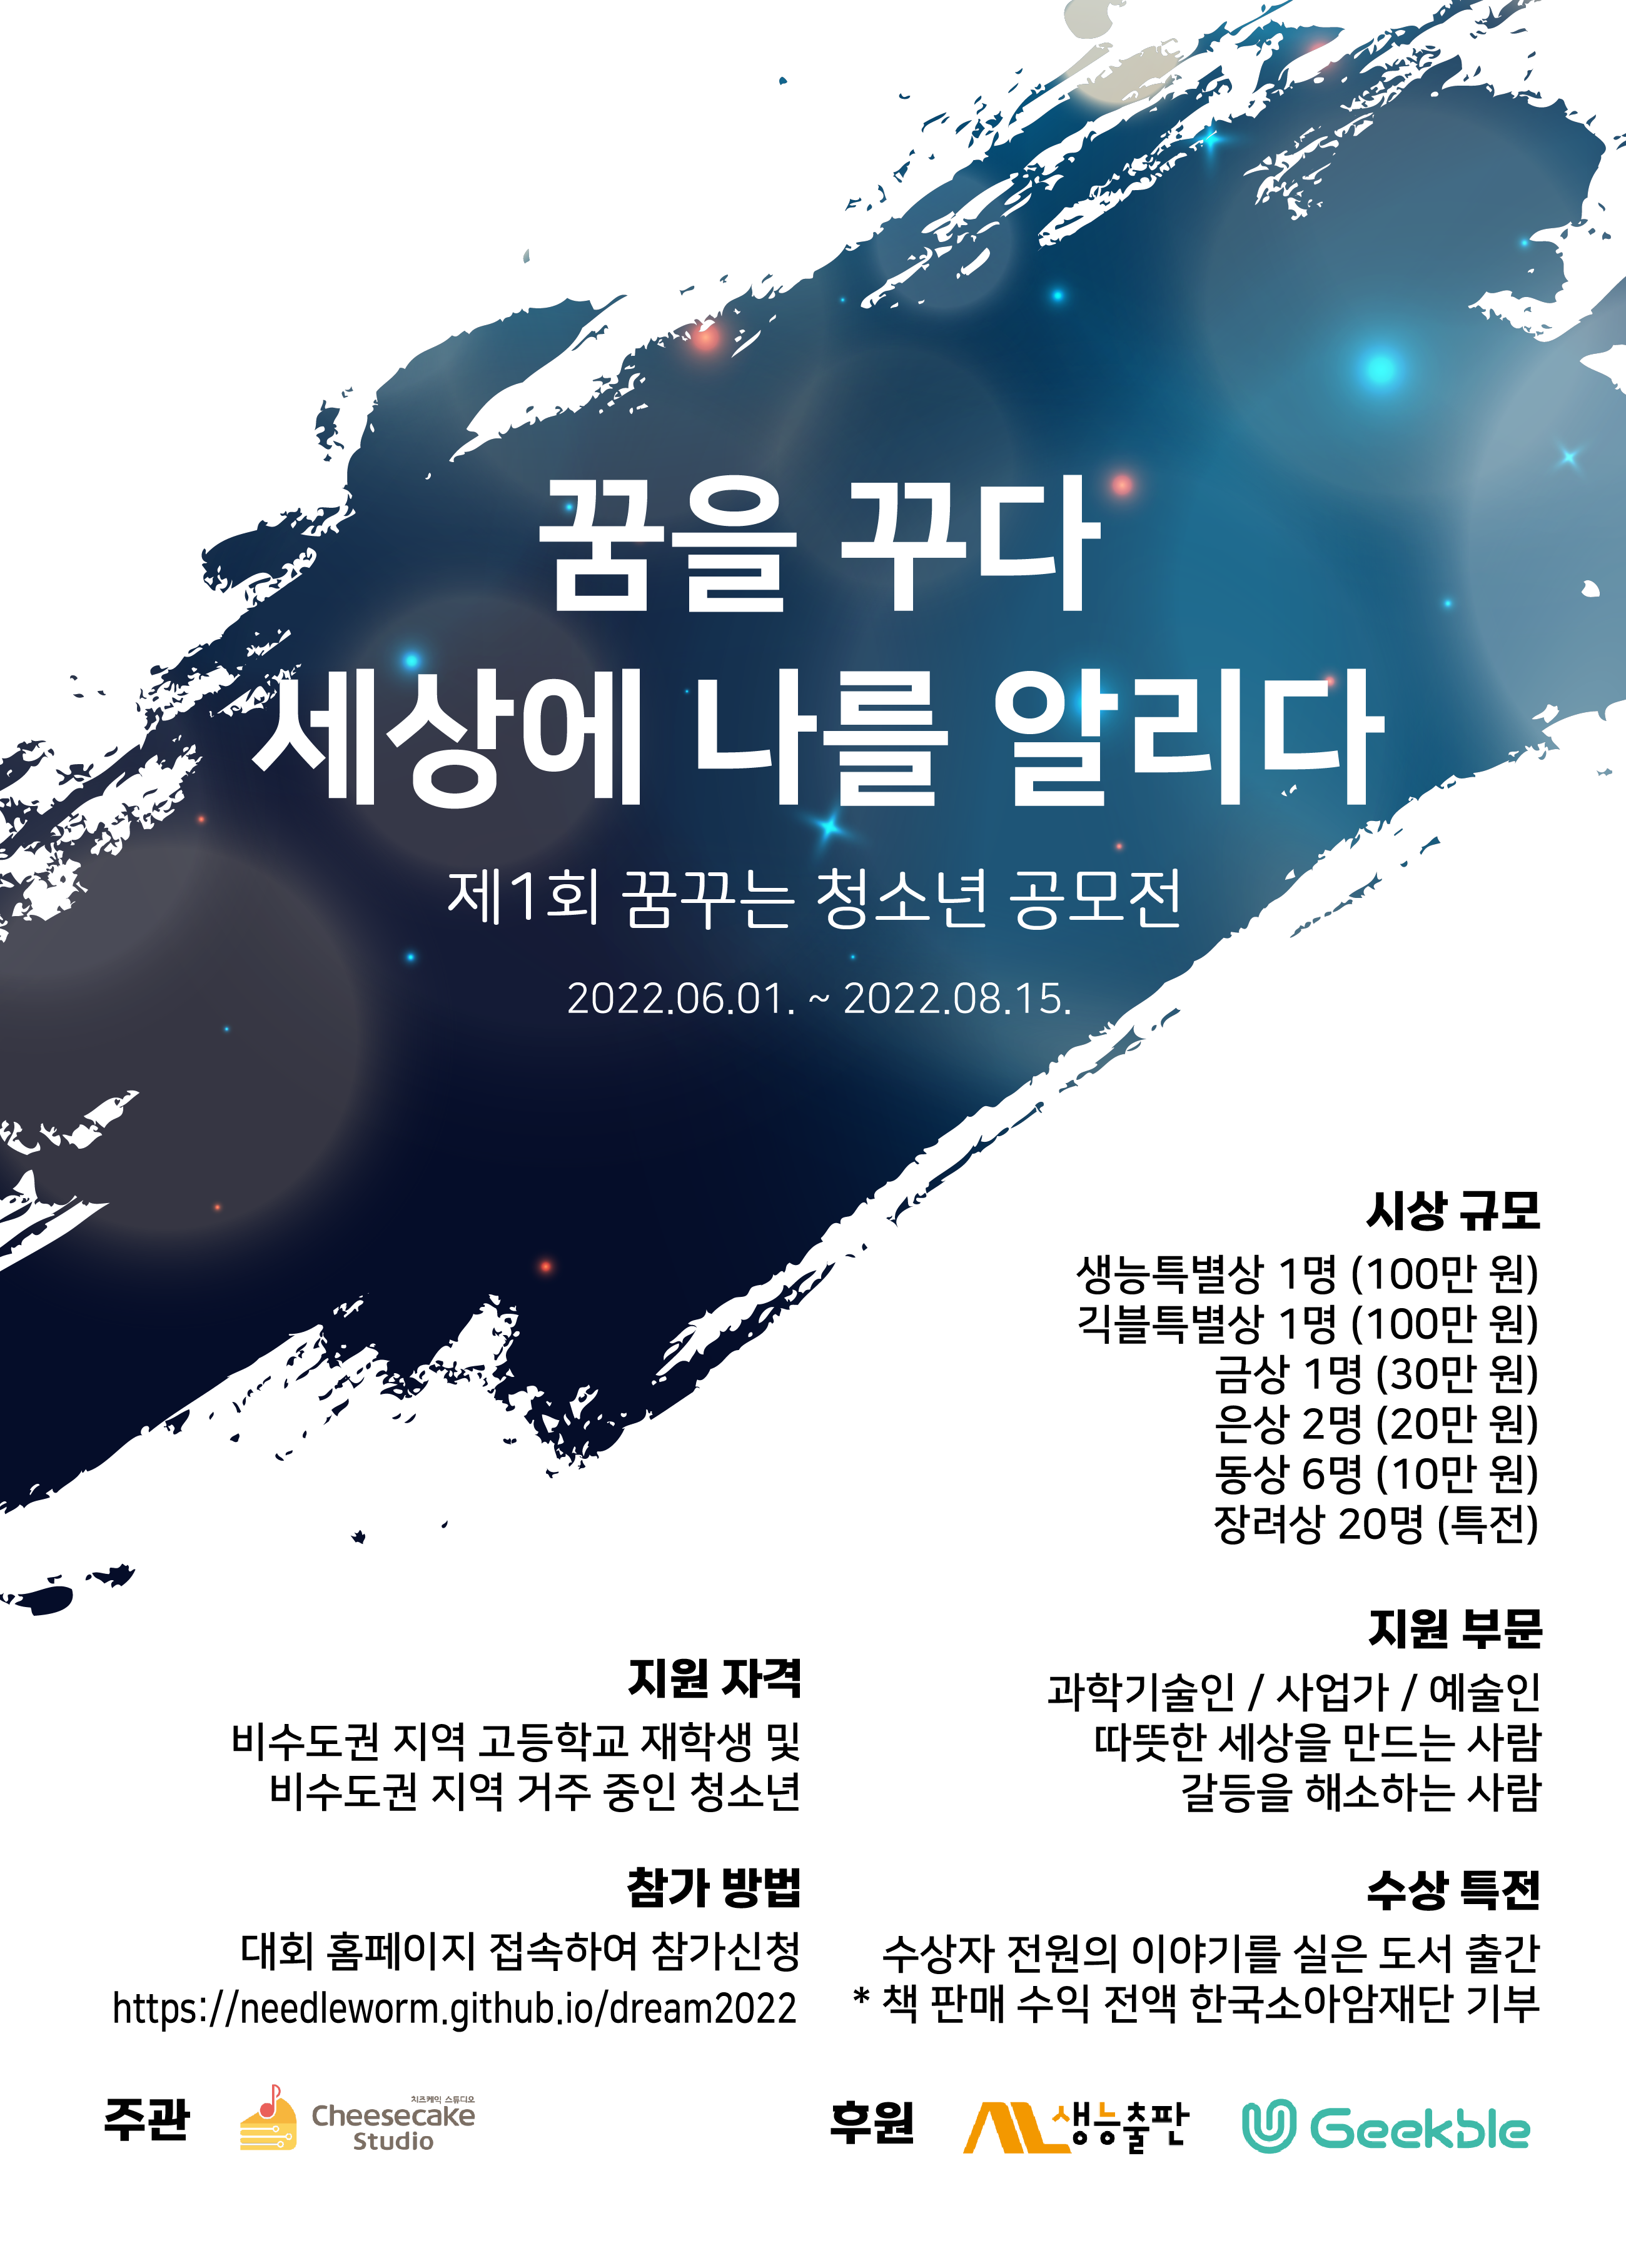 꿈을 꾸다
세상에 나를 알리다
제1회 꿈꾸는 청소년 공모전
2022.06.01. ~ 2022.08.15.
시상 규모
생능특별상 1명 (100만 원)
긱블특별상 1명 (100만 원)
금상 1명 (30만 원)
은상 2명 (20만 원)
동상 6명 (10만 원)
장려상 20명 (특전)
지원 자격
비수도권 지역 고등학교 재학생 및
비수도권 지역 거주 중인 청소년
지원 부문
과학기술인 / 사업가 / 예술인
따뜻한 세상을 만드는 사람
갈등을 해소하는 사람
참가 방법
대회 홈페이지 접속하여 참가신청
https://needleworm.github.io/dream2022
수상 특전
수상자 전원의 이야기를 실은 도서 출간
* 책 판매 수익 전액 한국소아암재단 기부
주관
치즈케익 스튜디오
Cheesecake
Studio
후원
생능출판
Geekble